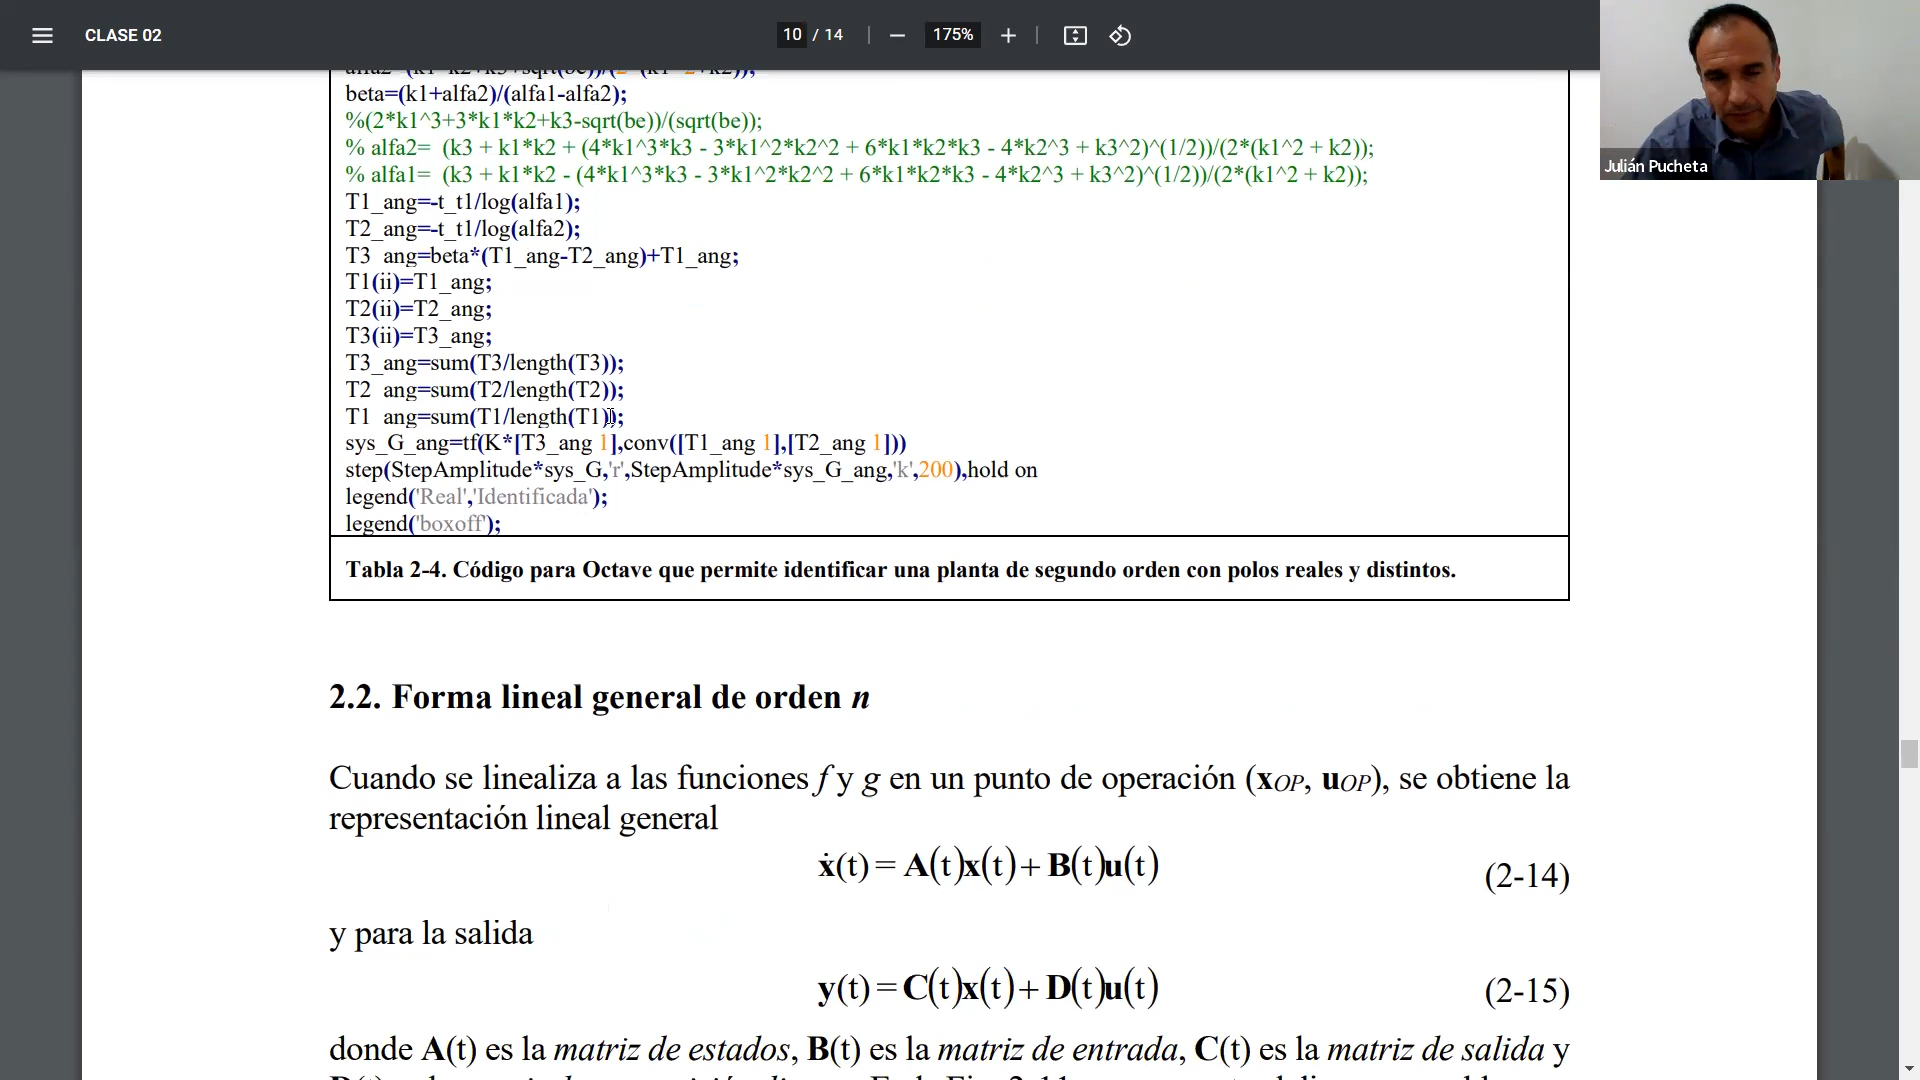 CLASE 02
10 / 14
175%
Julián Pucheta
alfa2=(k1*k2+k3+sqrt(be))/(2*(k1^2+k2));
beta=(k1+alfa2)/(alfa1-alfa2);
%(2*k1^3+3*k1*k2+k3-sqrt(be))/(sqrt(be));
% alfa2=  (k3 + k1*k2 + (4*k1^3*k3 - 3*k1^2*k2^2 + 6*k1*k2*k3 - 4*k2^3 + k3^2)^(1/2))/(2*(k1^2 + k2));
% alfa1=  (k3 + k1*k2 - (4*k1^3*k3 - 3*k1^2*k2^2 + 6*k1*k2*k3 - 4*k2^3 + k3^2)^(1/2))/(2*(k1^2 + k2));
T1_ang=-t_t1/log(alfa1);
T2_ang=-t_t1/log(alfa2);
T3_ang=beta*(T1_ang-T2_ang)+T1_ang;
T1(ii)=T1_ang;
T2(ii)=T2_ang;
T3(ii)=T3_ang;
T3_ang=sum(T3/length(T3));
T2_ang=sum(T2/length(T2));
T1_ang=sum(T1/length(T1));
sys_G_ang=tf(K*[T3_ang 1],conv([T1_ang 1],[T2_ang 1]))
step(StepAmplitude*sys_G,'r',StepAmplitude*sys_G_ang,'k',200),hold on
legend('Real','Identificada');
legend('boxoff');
Tabla 2-4. Código para Octave que permite identificar una planta de segundo orden con polos reales y distintos.
2.2. Forma lineal general de orden n
Cuando se linealiza a las funciones f y g en un punto de operación (xOP, uOP), se obtiene la
representación lineal general
ẋ(t) = A(t)x(t) + B(t)u(t) (2-14)
y para la salida
y(t) = C(t)x(t) + D(t)u(t) (2-15)
donde A(t) es la matriz de estados, B(t) es la matriz de entrada, C(t) es la matriz de salida y